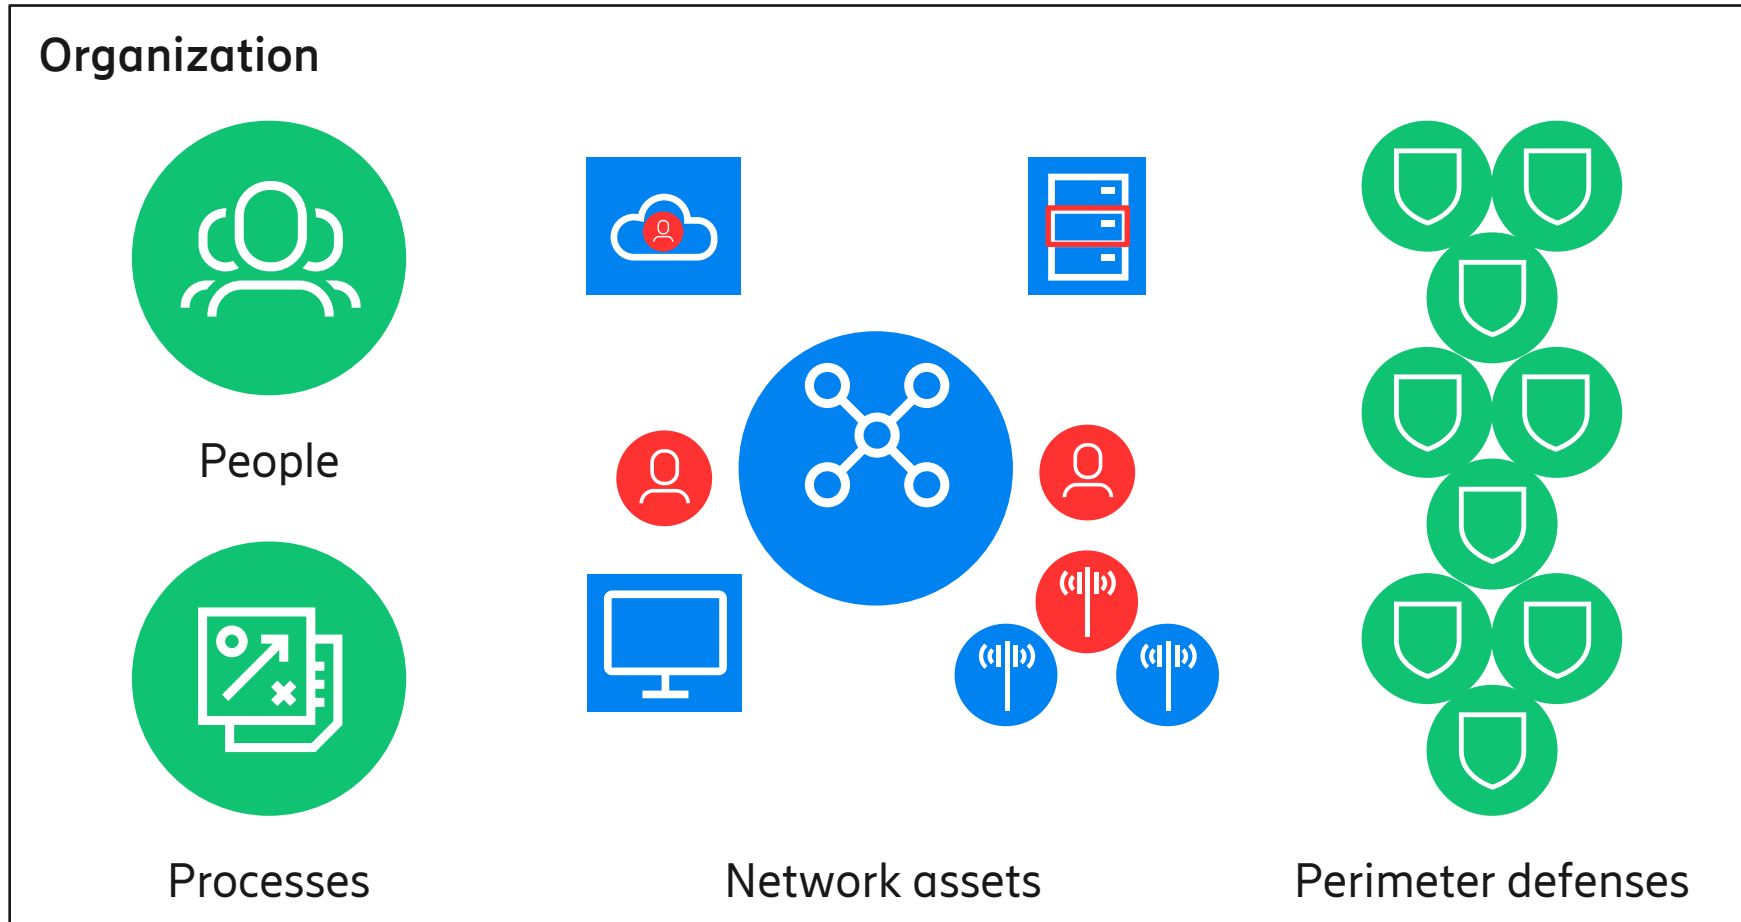 Organization
People
Processes
Network assets
Perimeter defenses